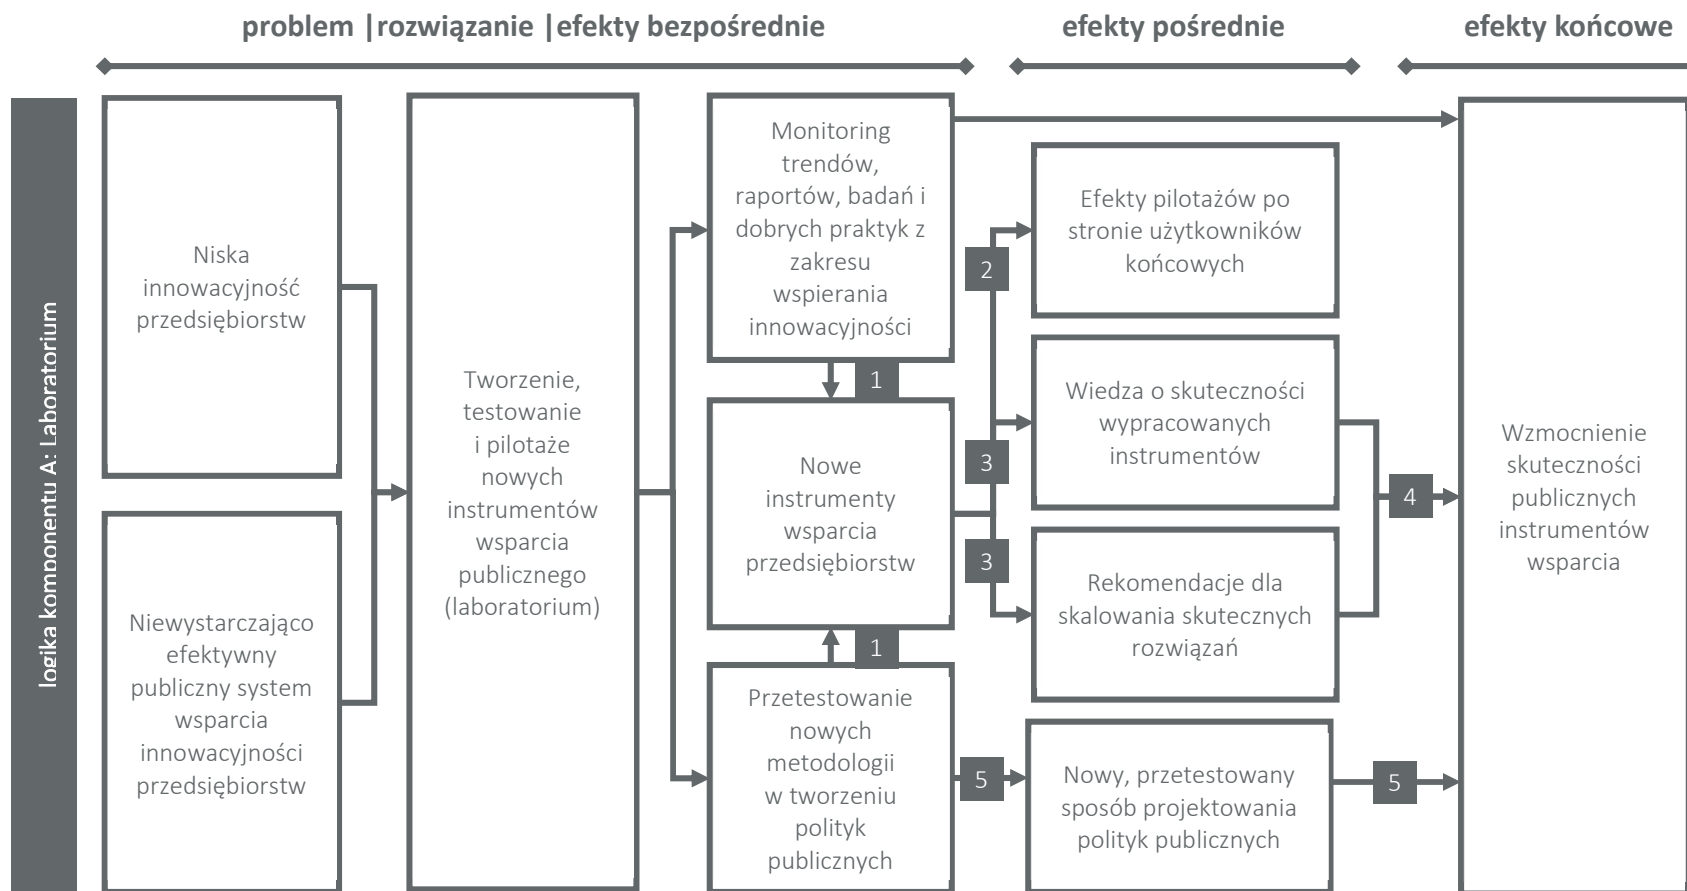 problem |rozwiązanie |efekty bezpośrednie
efekty pośrednie
efekty końcowe
logika komponentu A: Laboratorium
Niska
innowacyjność
przedsiębiorstw
Niewystarczająco
efektywny
publiczny system
wsparcia
innowacyjności
przedsiębiorstw
Tworzenie,
testowanie
i pilotaże
nowych
instrumentów
wsparcia
publicznego
(laboratorium)
Monitoring
trendów,
raportów, badań i
dobrych praktyk z
zakresu
wspierania
innowacyjności
1
Nowe
instrumenty
wsparcia
przedsiębiorstw
1
Przetestowanie
nowych
metodologii
w tworzeniu
polityk
publicznych
2
3
3
5
Efekty pilotażów po
stronie użytkowników
końcowych
Wiedza o skuteczności
wypracowanych
instrumentów
Rekomendacje dla
skalowania skutecznych
rozwiązań
Nowy, przetestowany
sposób projektowania
polityk publicznych
4
5
Wzmocnienie
skuteczności
publicznych
instrumentów
wsparcia